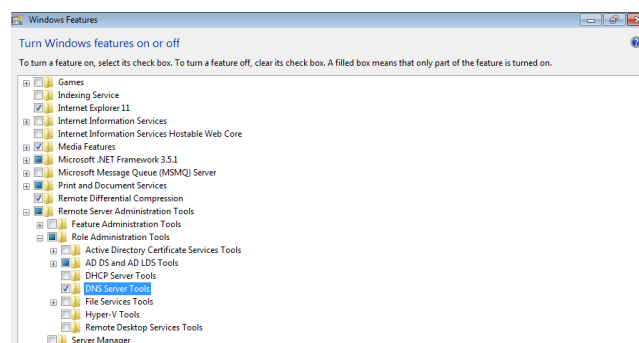 Windows Features
Turn Windows features on or off
To turn a feature on, select its check box. To turn a feature off, clear its check box. A filled box means that only part of the feature is turned on.
Games
Indexing Service
Internet Explorer 11
Internet Information Services
Internet Information Services Hostable Web Core
Media Features
Microsoft .NET Framework 3.5.1
Microsoft Message Queue (MSMQ) Server
Print and Document Services
Remote Differential Compression
Remote Server Administration Tools
Feature Administration Tools
Role Administration Tools
Active Directory Certificate Services Tools
AD DS and AD LDS Tools
DHCP Server Tools
DNS Server Tools
File Services Tools
Hyper-V Tools
Remote Desktop Services Tools
Server Manager